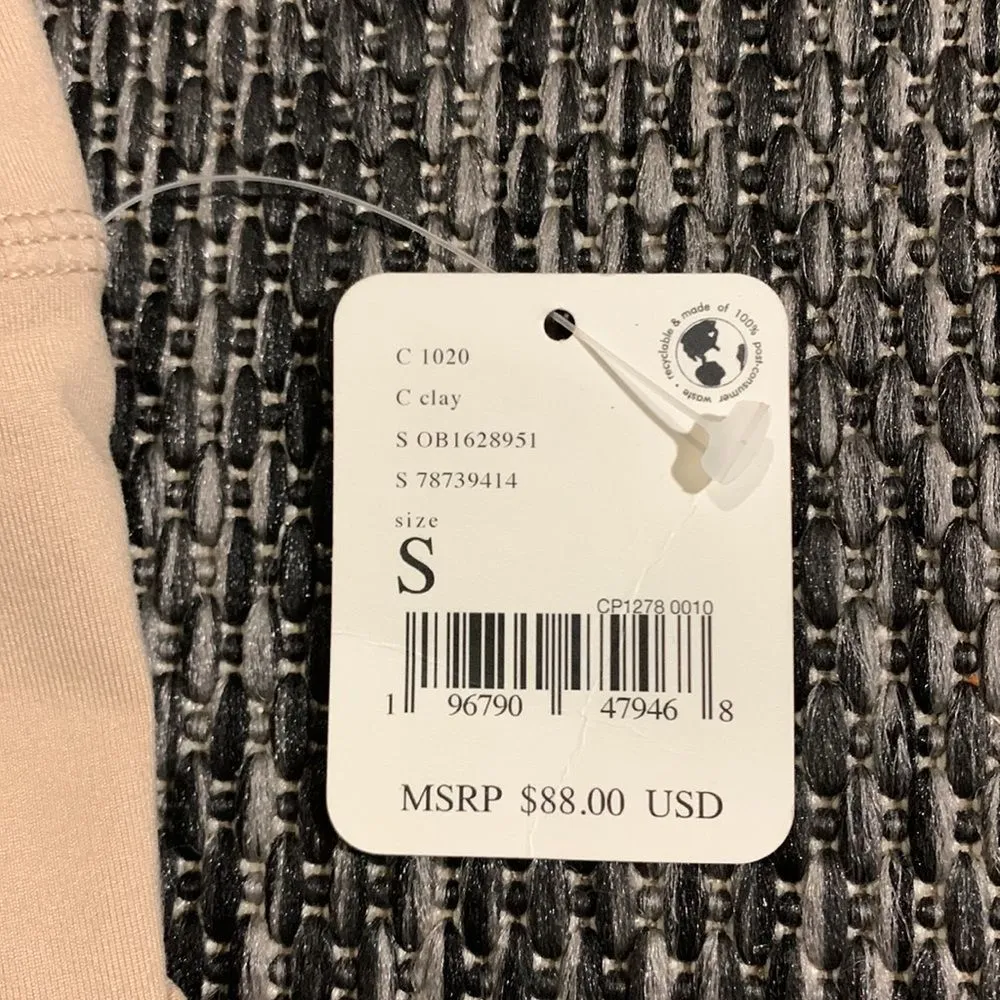 recyclable & made of 100% post-consumer waste •
C 1020
C clay
S OB1628951
S 78739414
size
S
CP1278 0010
1 96790 47946 8
MSRP $88.00 USD